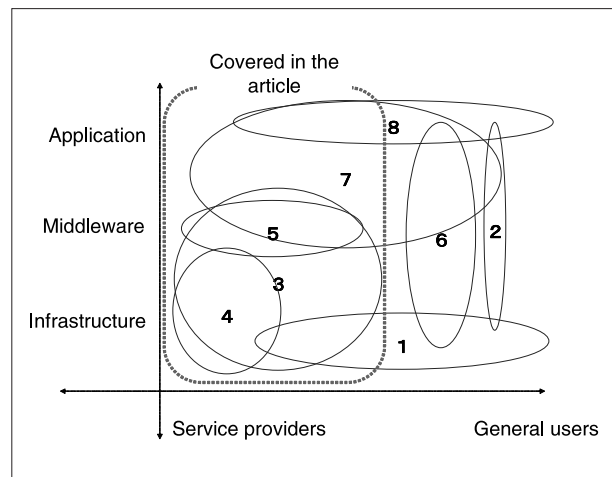 Covered in the
article
Application
8
7
Middleware
5
6
2
3
4
Infrastructure
1
Service providers
General users